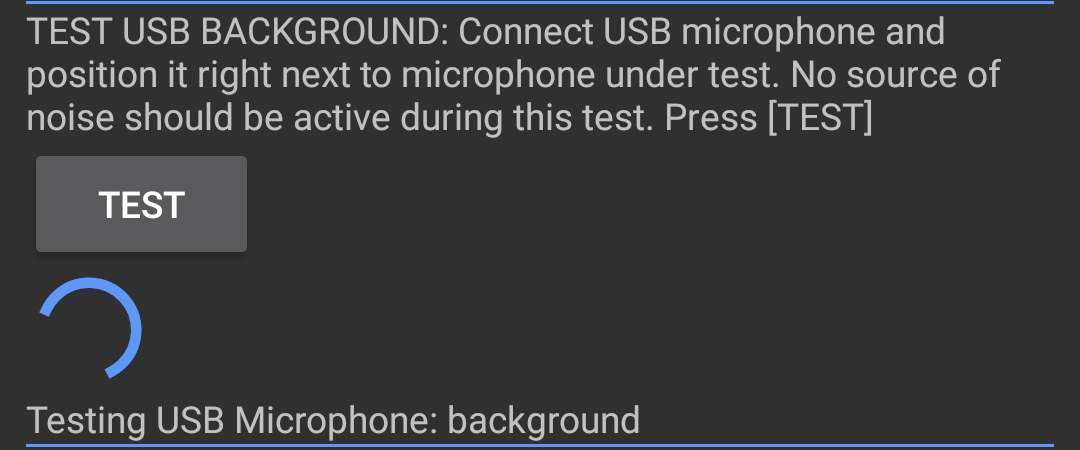 TEST USB BACKGROUND: Connect USB microphone and
position it right next to microphone under test. No source of
noise should be active during this test. Press [TEST]
TEST
Testing USB Microphone: background